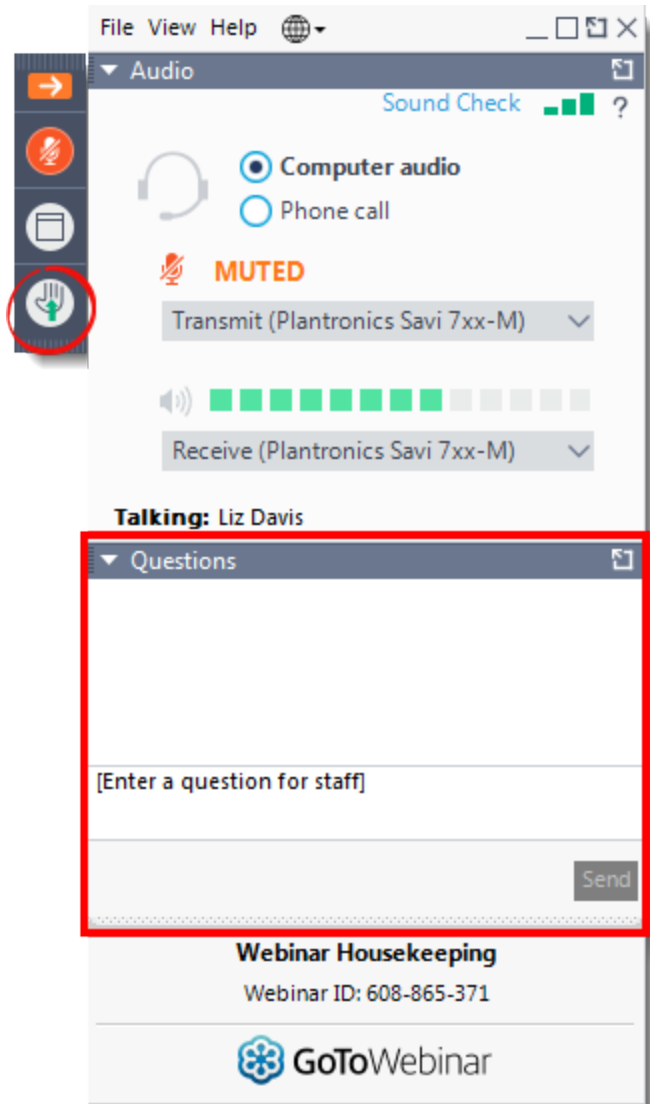 File View Help
Audio
Sound Check ?
Computer audio
Phone call
MUTED
Transmit (Plantronics Savi 7xx-M)
Receive (Plantronics Savi 7xx-M)
Talking: Liz Davis
Questions
[Enter a question for staff]
Send
Webinar Housekeeping
Webinar ID: 608-865-371
GoToWebinar